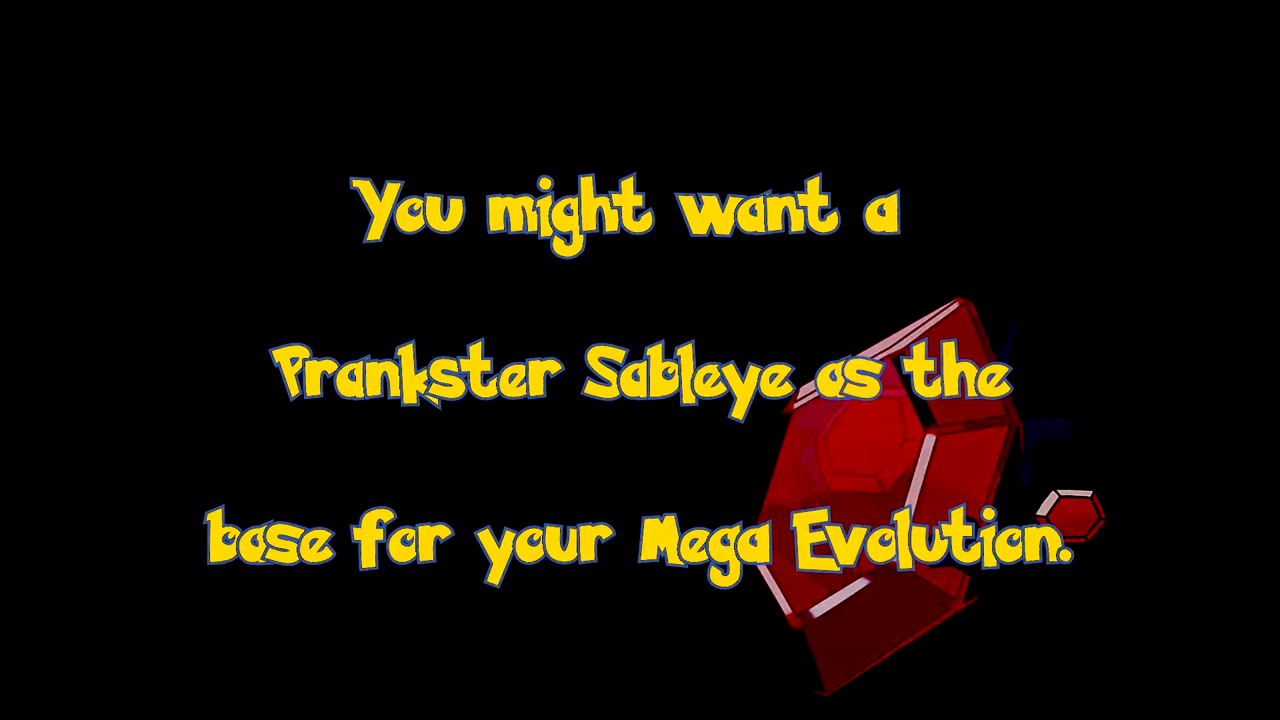 You might want a
Prankster Sableye as the
base for your Mega Evolution.